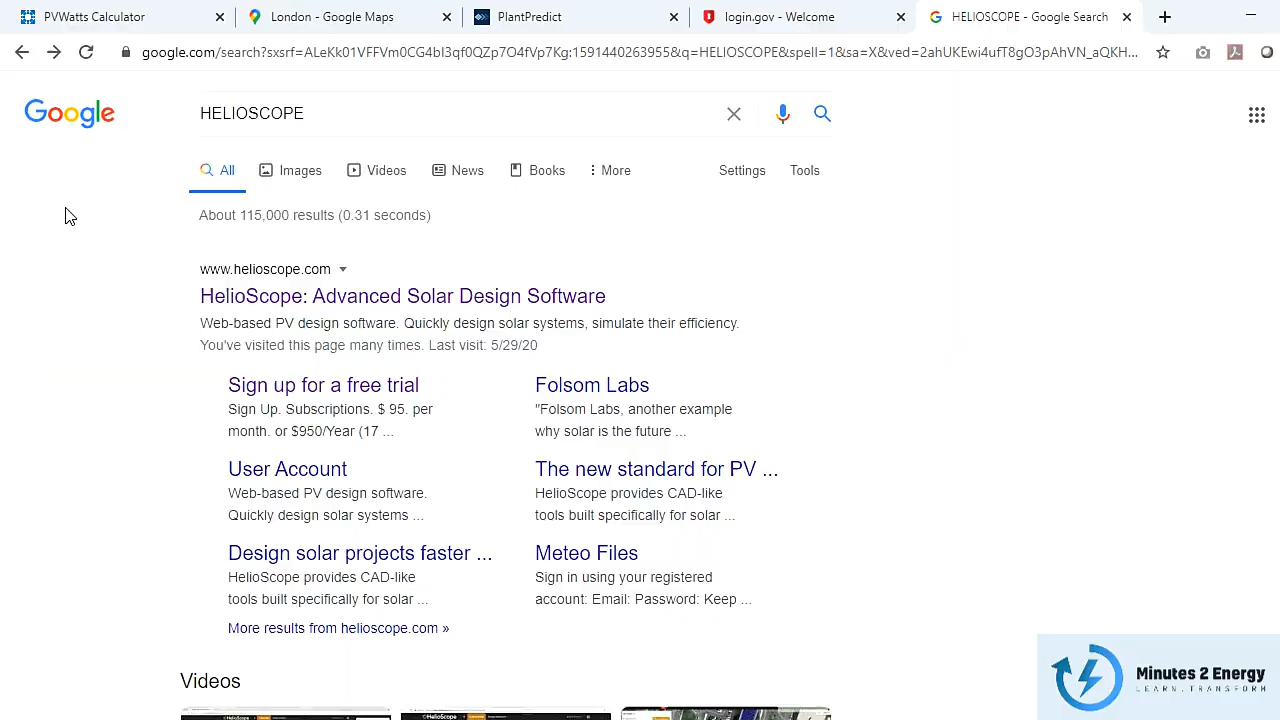 PVWatts Calculator
London - Google Maps
PlantPredict
login.gov - Welcome
HELIOSCOPE - Google Search
google.com/search?sxsrf=ALeKk01VFFVm0CG4bI3qf0QZp7O4fVp7Kg:1591440263955&q=HELIOSCOPE&spell=1&sa=X&ved=2ahUKEwi4ufT8gO3pAhVN_aQKH...
Google
HELIOSCOPE
All
Images
Videos
News
Books
More
Settings
Tools
About 115,000 results (0.31 seconds)
www.helioscope.com
HelioScope: Advanced Solar Design Software
Web-based PV design software. Quickly design solar systems, simulate their efficiency.
You've visited this page many times. Last visit: 5/29/20
Sign up for a free trial
Sign Up. Subscriptions. $ 95. per
month. or $950/Year (17 ...
Folsom Labs
"Folsom Labs, another example
why solar is the future ...
User Account
Web-based PV design software.
Quickly design solar systems ...
The new standard for PV ...
HelioScope provides CAD-like
tools built specifically for solar ...
Design solar projects faster ...
HelioScope provides CAD-like
tools built specifically for solar ...
Meteo Files
Sign in using your registered
account: Email: Password: Keep ...
More results from helioscope.com »
Videos
HelioScope
HelioScope
Minutes 2 Energy
LEARN.TRANSFORM